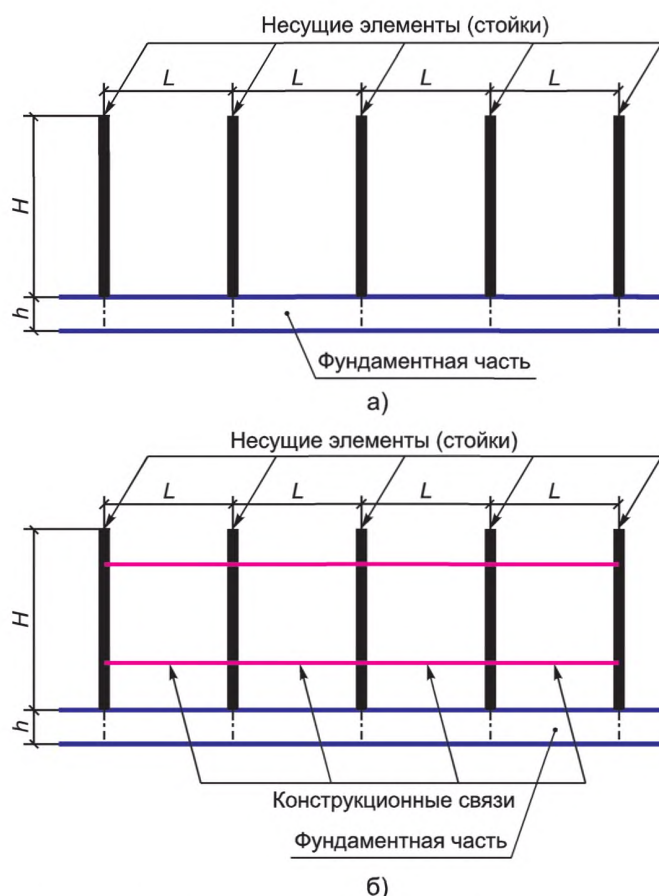 Несущие элементы (стойки)
L L L L
H
h
Фундаментная часть
а)
Несущие элементы (стойки)
L L L L
H
h
Конструкционные связи
Фундаментная часть
б)